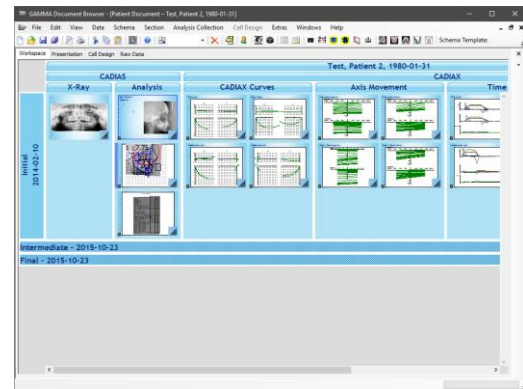 GAMMA Document Browser - [Patient Document – Test, Patient 2, 1980-01-31]
File Edit View Data Schema Section Analysis Collection Cell Design Extras Windows Help
Schema Template:
Workspace Presentation Cell Design Raw Data
Test, Patient 2, 1980-01-31
CADIAS CADIAX
X-Ray Analysis CADIAX Curves Axis Movement Time
Initial
2014-02-10
Intermediate - 2015-10-23
Final - 2015-10-23